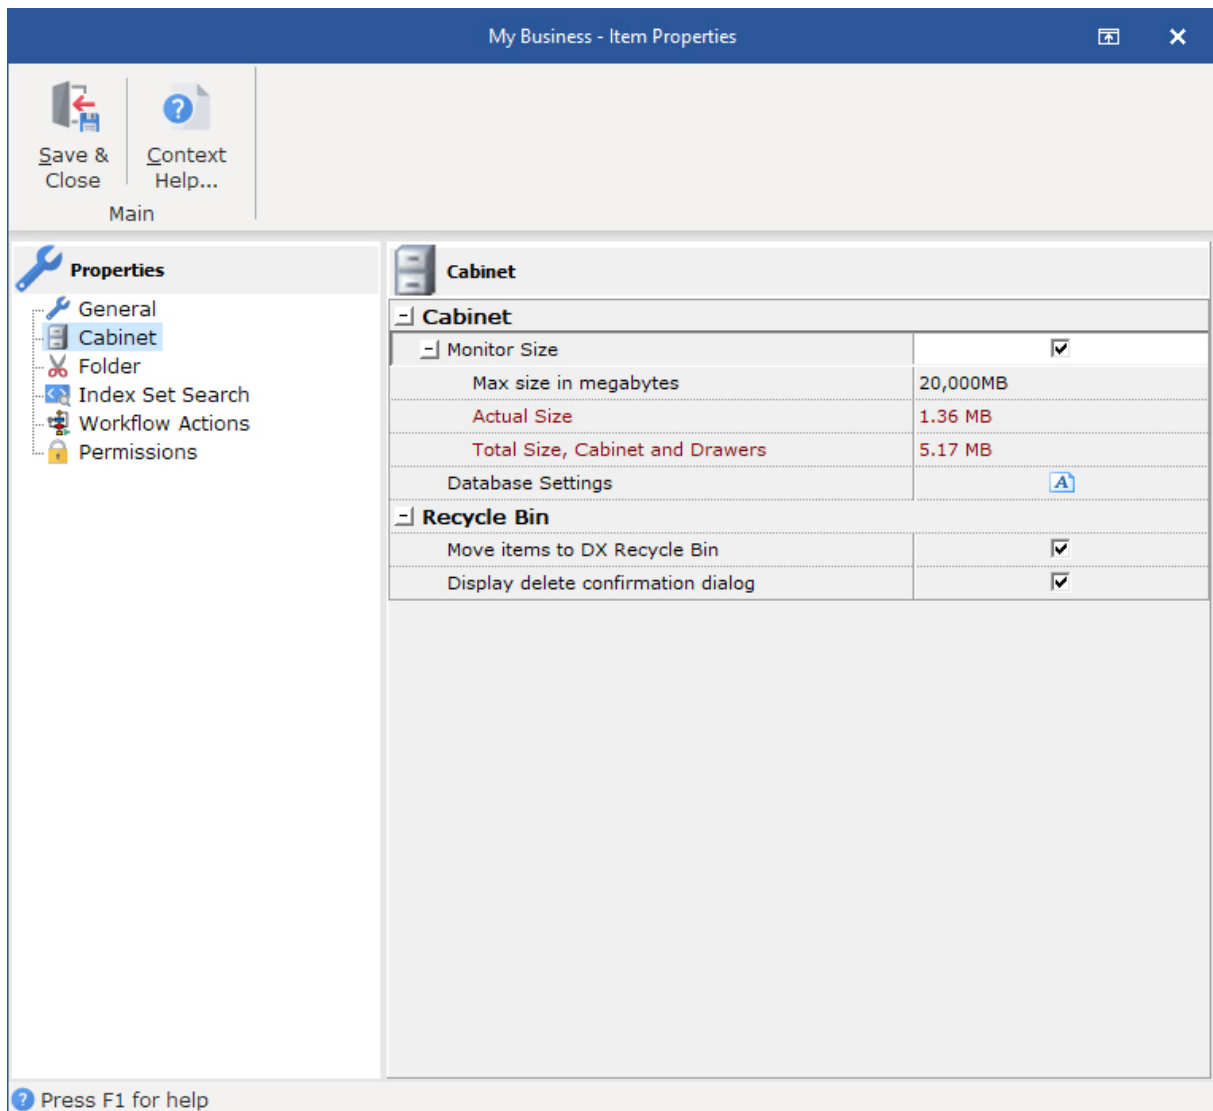 My Business - Item Properties
Save & Close
Context Help...
Main
Properties
General
Cabinet
Folder
Index Set Search
Workflow Actions
Permissions
Cabinet
Cabinet
Monitor Size
Max size in megabytes 20,000MB
Actual Size 1.36 MB
Total Size, Cabinet and Drawers 5.17 MB
Database Settings A
Recycle Bin
Move items to DX Recycle Bin
Display delete confirmation dialog
? Press F1 for help